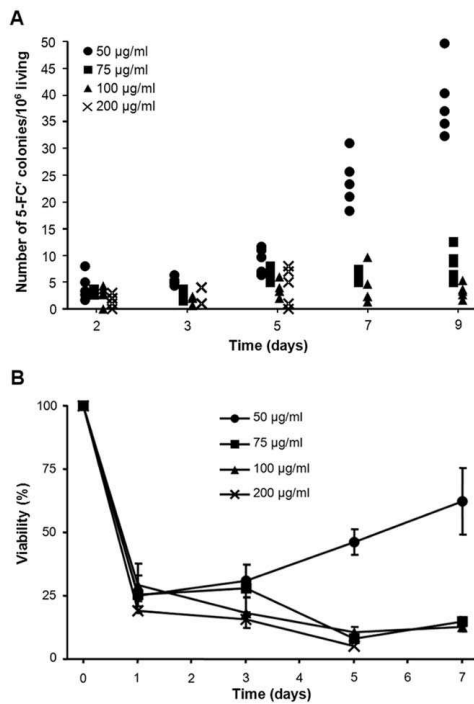 A
Number of 5-FCʳ colonies/10⁶ living
50
45
40
35
30
25
20
15
10
5
0
50 µg/ml
75 µg/ml
100 µg/ml
200 µg/ml
2 3 5 7 9
Time (days)
B
Viability (%)
100
75
50
25
0
50 µg/ml
75 µg/ml
100 µg/ml
200 µg/ml
0 1 2 3 4 5 6 7
Time (days)